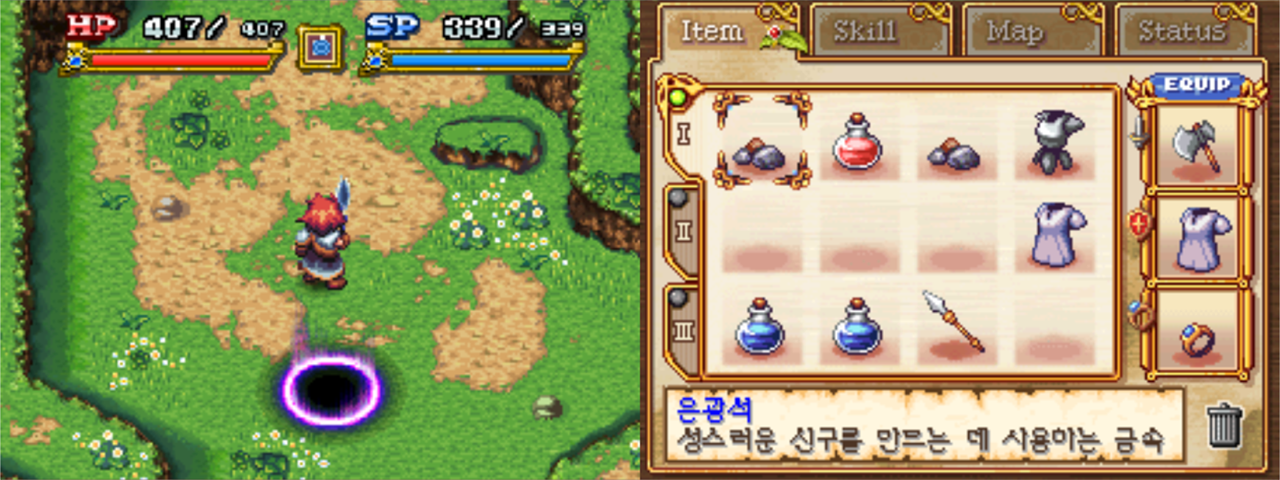 HP 407/407
SP 339/339
Item
Skill
Map
Status
EQUIP
I
II
III
은광석
성스러운 신구를 만드는 데 사용하는 금속